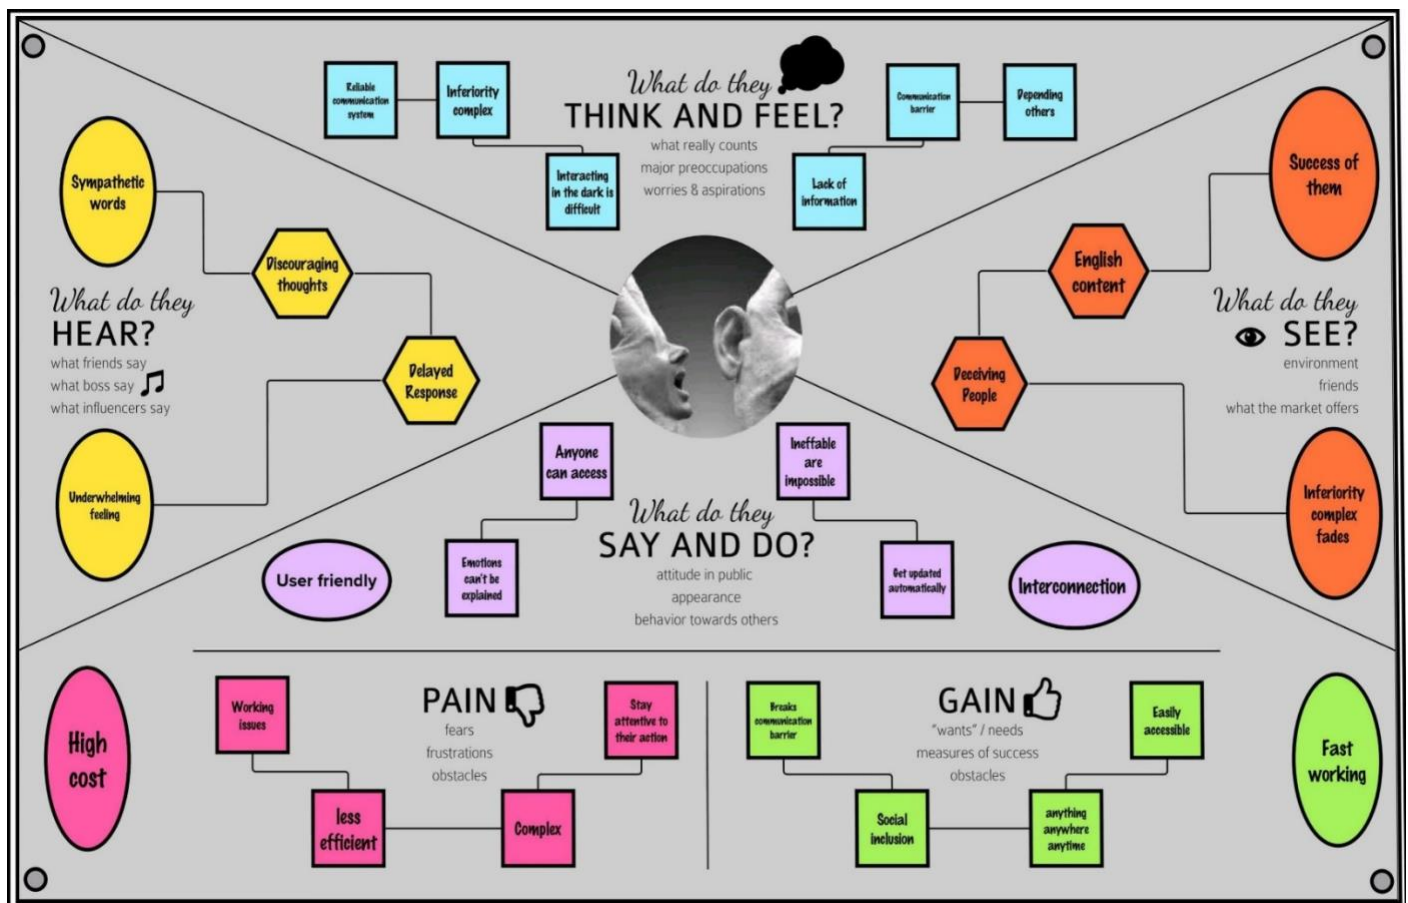 What do they
THINK AND FEEL?
what really counts
major preoccupations
worries & aspirations
Reliable
communication
system
Inferiority
complex
Interacting
in the dark is
difficult
Communication
barrier
Depending
others
Lack of
information
Sympathetic
words
Discouraging
thoughts
What do they
HEAR?
what friends say
what boss say
what influencers say
Delayed
Response
Underwhelming
feeling
Success of
them
English
content
What do they
SEE?
environment
friends
what the market offers
Deceiving
People
Inferiority
complex
fades
Anyone
can access
Ineffable
are
impossible
What do they
SAY AND DO?
attitude in public
appearance
behavior towards others
User friendly
Emotions
can't be
explained
Get updated
automatically
Interconnection
High
cost
Working
issues
PAIN
fears
frustrations
obstacles
Stay
attentive to
their action
less
efficient
Complex
Breaks
communication
barrier
GAIN
"wants" / needs
measures of success
obstacles
Easily
accessible
Social
inclusion
anything
anywhere
anytime
Fast
working